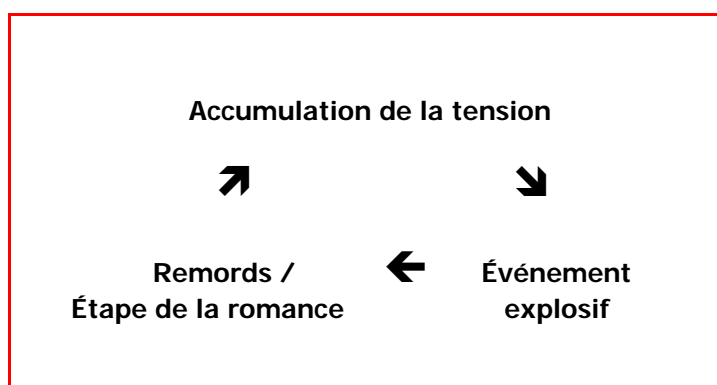 Accumulation de la tension
Remords /
Étape de la romance
Événement
explosif